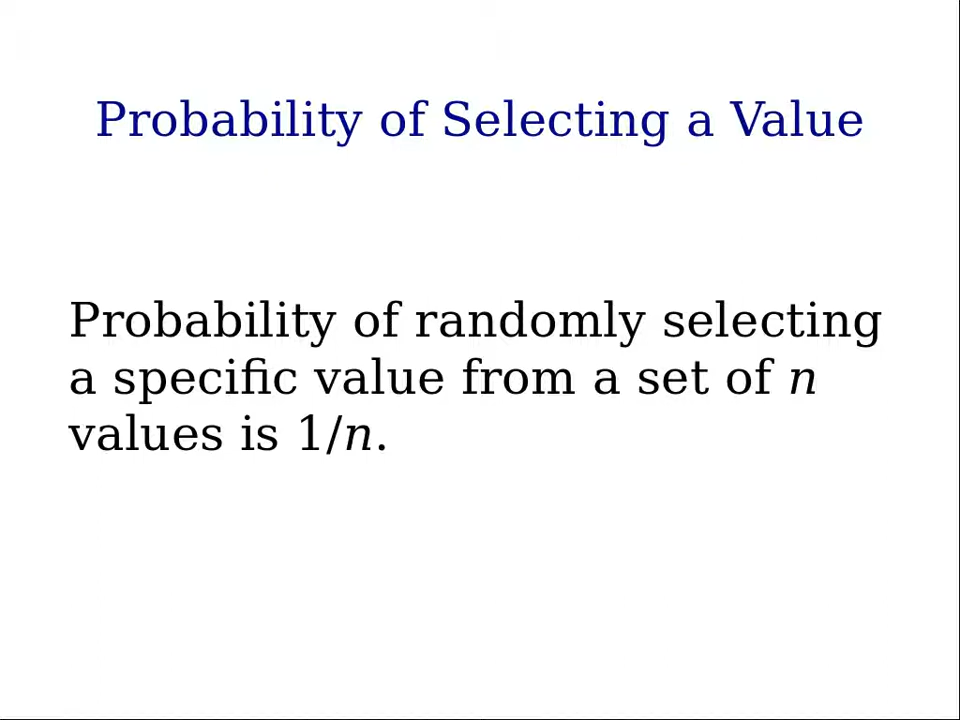 Probability of Selecting a Value
Probability of randomly selecting
a specific value from a set of n
values is 1/n.